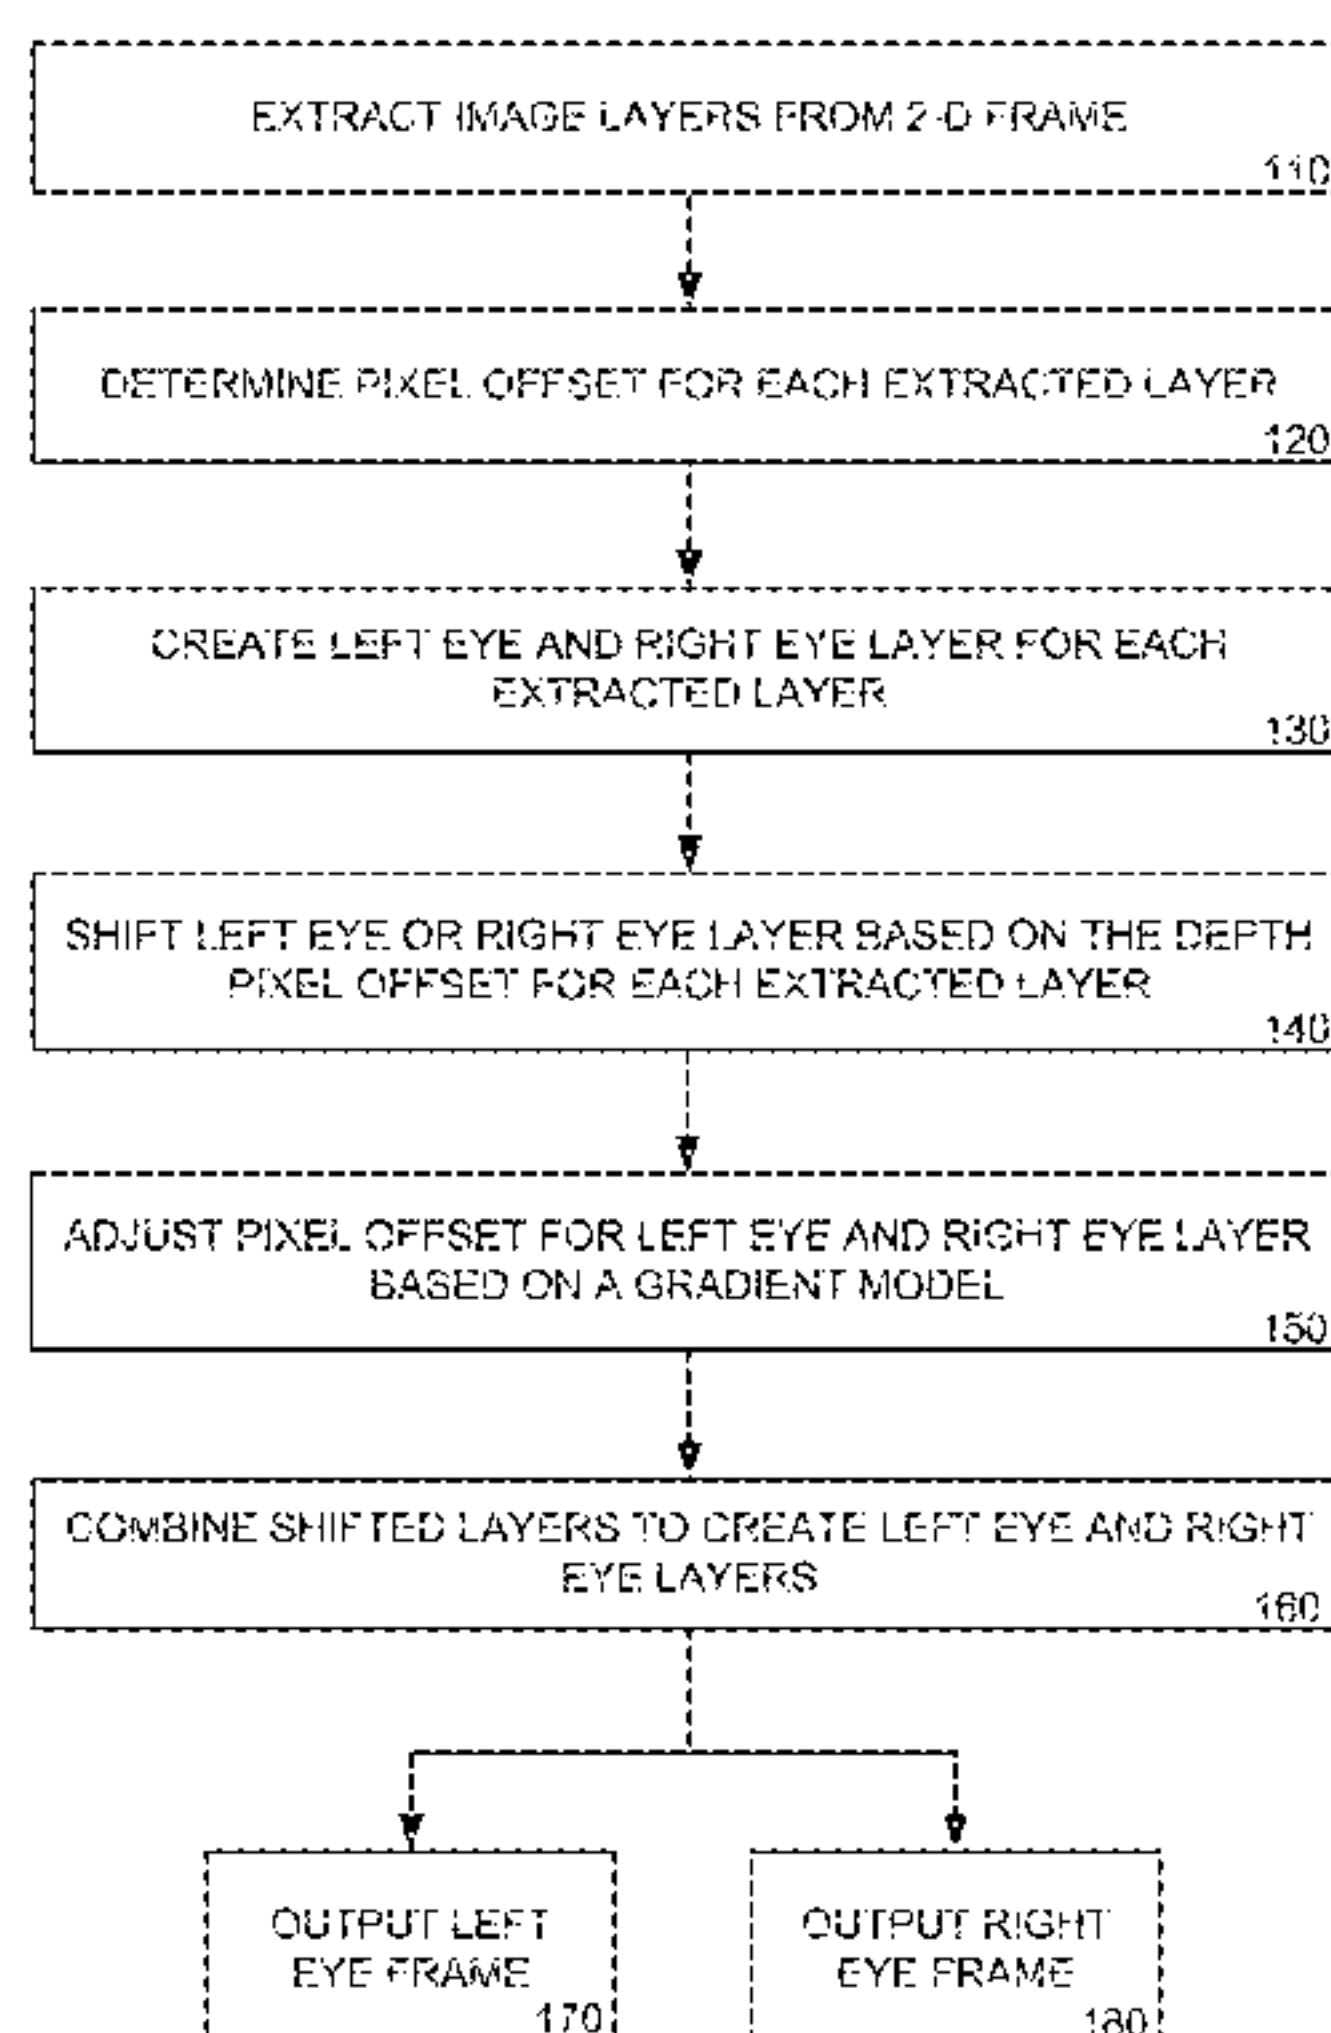 EXTRACT IMAGE LAYERS FROM 2-D FRAME
110
DETERMINE PIXEL OFFSET FOR EACH EXTRACTED LAYER
120
CREATE LEFT EYE AND RIGHT EYE LAYER FOR EACH
EXTRACTED LAYER
130
SHIFT LEFT EYE OR RIGHT EYE LAYER BASED ON THE DEPTH
PIXEL OFFSET FOR EACH EXTRACTED LAYER
140
ADJUST PIXEL OFFSET FOR LEFT EYE AND RIGHT EYE LAYER
BASED ON A GRADIENT MODEL
150
COMBINE SHIFTED LAYERS TO CREATE LEFT EYE AND RIGHT
EYE LAYERS
160
OUTPUT LEFT
EYE FRAME
170
OUTPUT RIGHT
EYE FRAME
180